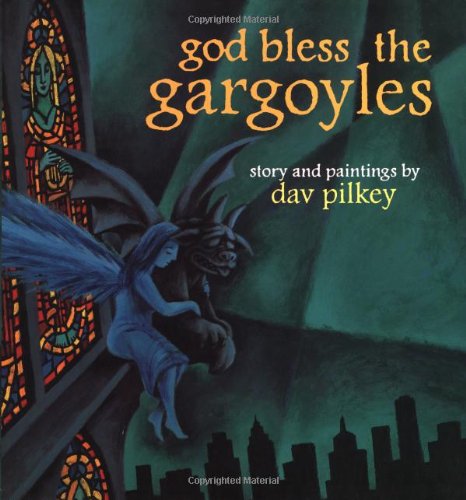 Copyrighted Material
god bless the
gargoyles
story and paintings by
dav pilkey
Copyrighted Material